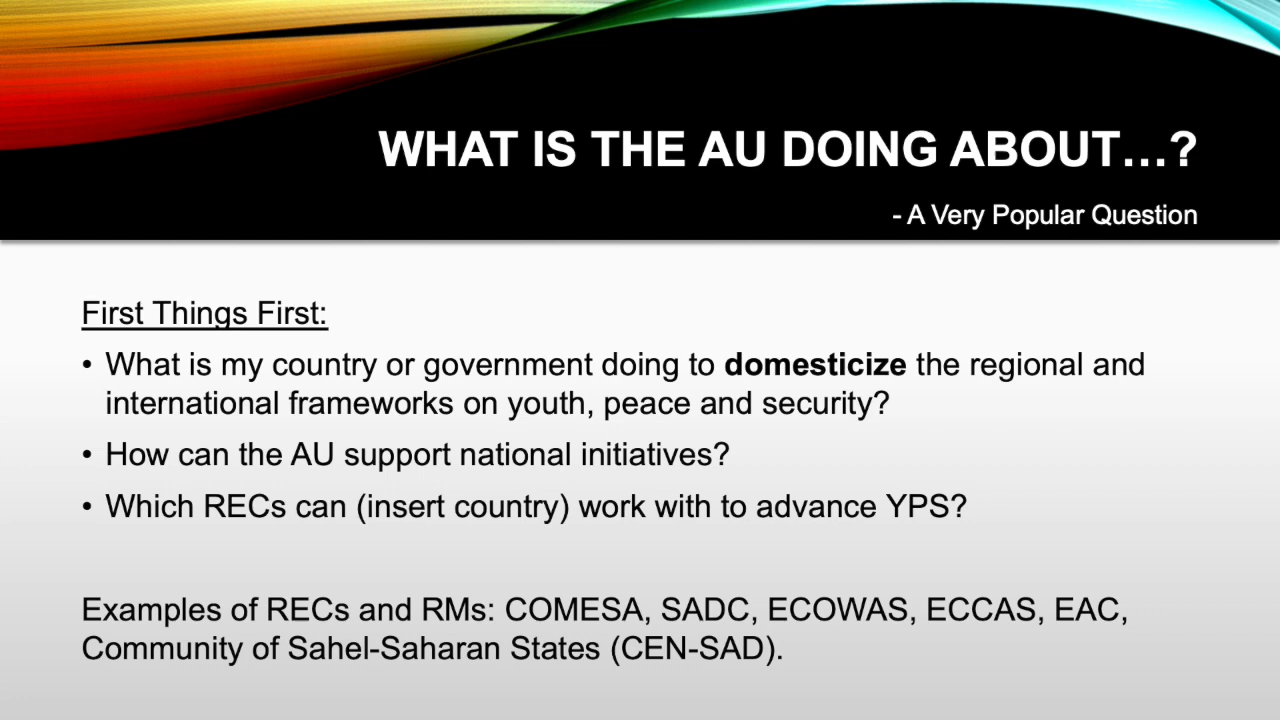 WHAT IS THE AU DOING ABOUT...?
- A Very Popular Question
First Things First:
• What is my country or government doing to domesticize the regional and
international frameworks on youth, peace and security?
• How can the AU support national initiatives?
• Which RECs can (insert country) work with to advance YPS?
Examples of RECs and RMs: COMESA, SADC, ECOWAS, ECCAS, EAC,
Community of Sahel-Saharan States (CEN-SAD).